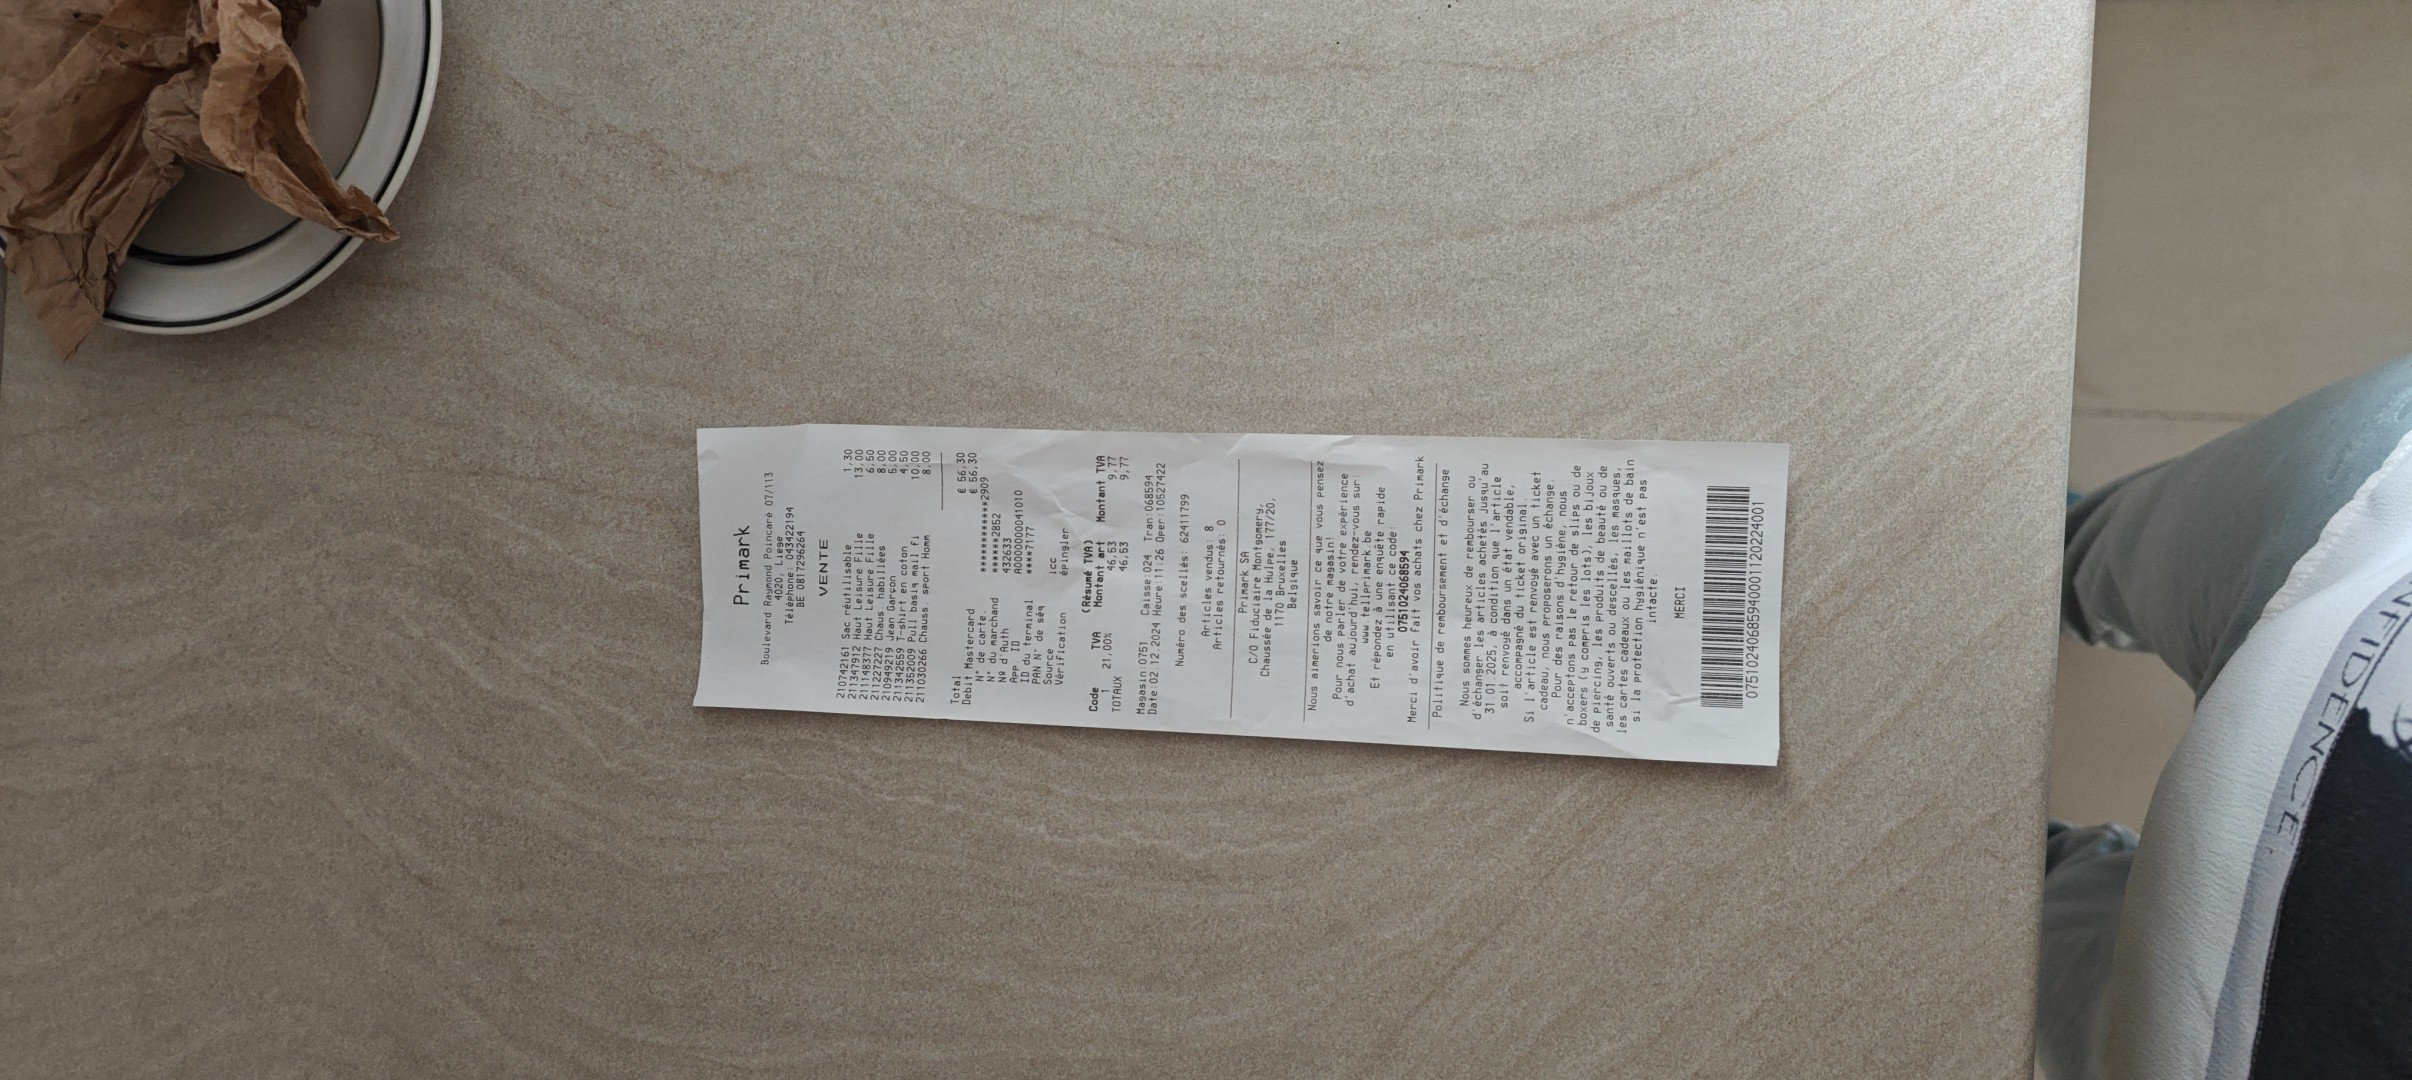 Primark
Boulevard Raymond Poincaré 07/113
4020, Liege
Téléphone: 043422194
BE 0817296264
VENTE
210742161 Sac réutilisable 1,30
211347912 Haut Leisure Fille 13,00
211148377 Haut Leisure Fille 6,50
211227227 Chaus. habillées 8,00
210949219 Jean Garçon 5,00
211342559 T-shirt en coton 4,50
211352009 Pull basiq mail fi 10,00
211030266 Chauss. sport Homm 8,00
Total € 56,30
Debit Mastercard € 56,30
N° de carte. ************2909
N° du marchand ******2852
Nº d'Auth 432633
App. ID A0000000041010
ID du terminal ****7177
PAN N° de séq
Source icc
Vérification épingler
(Résumé TVA)
Code TVA Montant art Montant TVA
1 21,00% 46,53 9,77
TOTAUX 46,53 9,77
Magasin:0751 Caisse:024 Tran:068594
Date:02.12.2024 Heure:11:26 Oper:10527422
Numéro des scellés: 62411799
Articles vendus: 8
Articles retournés: 0
Primark SA
C/O Fiduciaire Montgomery,
Chaussée de la Hulpe, 177/20,
1170 Bruxelles
Belgique
Nous aimerions savoir ce que vous pensez
de notre magasin!
Pour nous parler de votre expérience
d'achat aujourd'hui, rendez-vous sur:
www.tellprimark.be
Et répondez à une enquête rapide
en utilisant ce code:
0751024068594
Merci d'avoir fait vos achats chez Primark
Politique de remboursement et d'échange
Nous sommes heureux de rembourser ou
d'échanger les articles achetés jusqu'au
31.01.2025, à condition que l'article
soit renvoyé dans un état vendable,
accompagné du ticket original.
Si l'article est renvoyé avec un ticket
cadeau, nous proposerons un échange.
Pour des raisons d'hygiène, nous
n'acceptons pas le retour de slips ou de
boxers (y compris les lots), les bijoux
de piercing, les produits de beauté ou de
santé ouverts ou descellés, les masques,
les cartes cadeaux ou les maillots de bain
si la protection hygiénique n'est pas
intacte.
MERCI
07510240685940001120224001